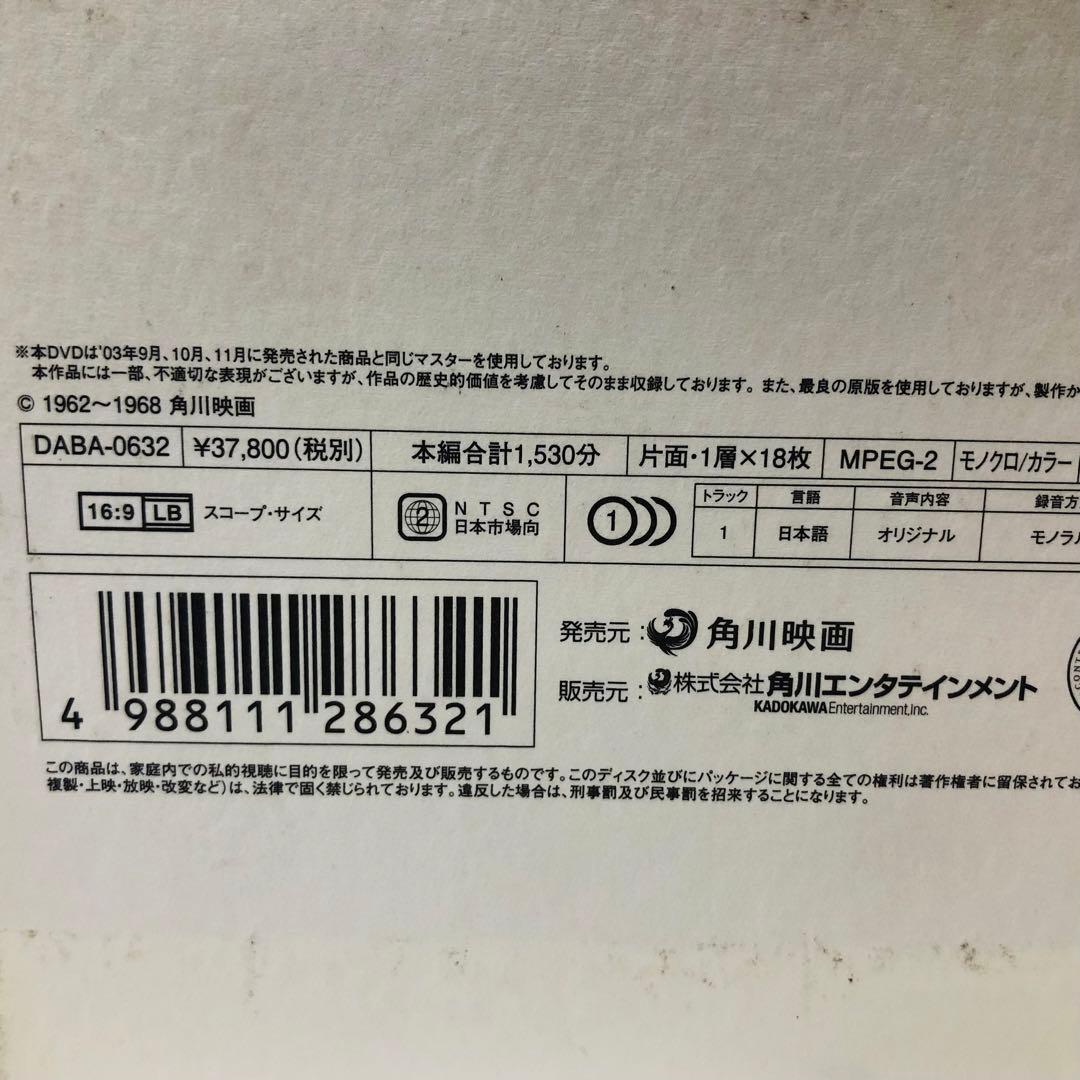 ※本DVDは'03年9月、10月、11月に発売された商品と同じマスターを使用しております。
本作品には一部、不適切な表現がございますが、作品の歴史的価値を考慮してそのまま収録しております。また、最良の原版を使用しておりますが、製作か
© 1962〜1968 角川映画
DABA-0632 ¥37,800(税別) 本編合計1,530分 片面・1層×18枚 MPEG-2 モノクロ/カラー
16:9 LB スコープ・サイズ
2 NTSC
日本市場向
1
トラック 言語 音声内容 録音方
1 日本語 オリジナル モノラル
4 988111 286321
発売元:角川映画
販売元:株式会社角川エンタテインメント
KADOKAWA Entertainment,Inc.
この商品は、家庭内での私的視聴に目的を限って発売及び販売するものです。このディスク並びにパッケージに関する全ての権利は著作権者に留保されてお
複製・上映・放映・改変など)は、法律で固く禁じられております。違反した場合は、刑事罰及び民事罰を招来することになります。